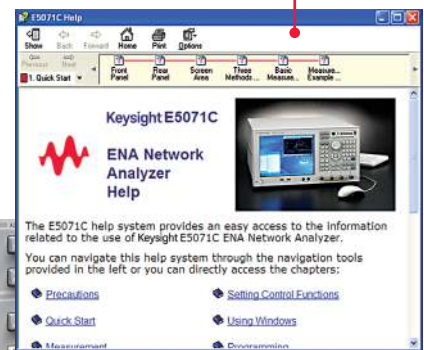 E5071C Help
Show Back Forward Home Print Options
Previous Next
1. Quick Start
Front Panel
Rear Panel
Screen Area
Three Methods...
Basic Measure...
Measure... Example ...
Keysight E5071C
ENA Network
Analyzer
Help
The E5071C help system provides an easy access to the information
related to the use of Keysight E5071C ENA Network Analyzer.
You can navigate this help system through the navigation tools
provided in the left or you can directly access the chapters:
Precautions
Setting Control Functions
Quick Start
Using Windows
Measurement
Programming